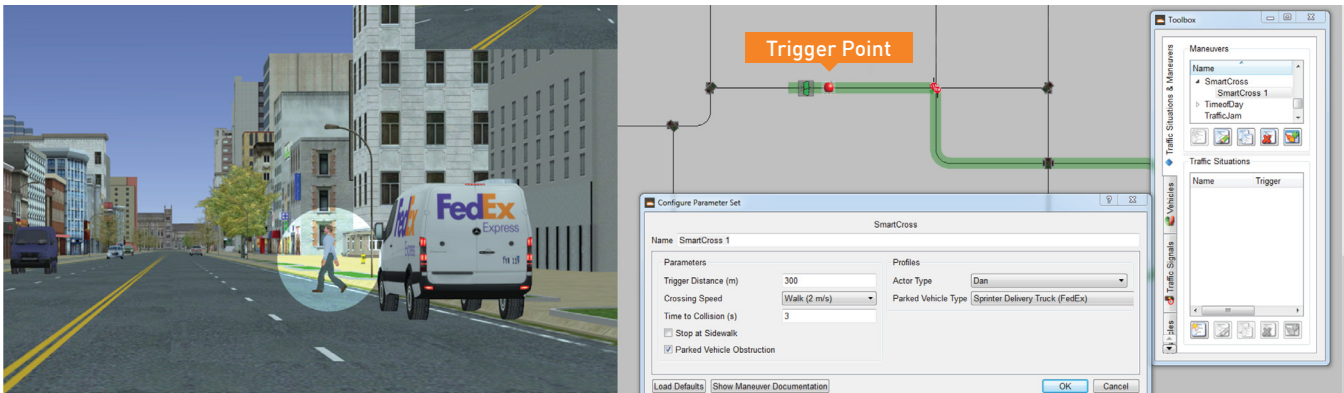 FedEx
Express
FedEx
Express
Trigger Point
Toolbox
Traffic Situations & Maneuvers
Vehicles
Traffic Signals
Maneuvers
Name
SmartCross
SmartCross 1
TimeofDay
TrafficJam
Traffic Situations
Name Trigger
Configure Parameter Set
SmartCross
Name SmartCross 1
Parameters
Trigger Distance (m) 300
Crossing Speed Walk (2 m/s)
Time to Collision (s) 3
Stop at Sidewalk
Parked Vehicle Obstruction
Profiles
Actor Type Dan
Parked Vehicle Type Sprinter Delivery Truck (FedEx)
Load Defaults Show Maneuver Documentation OK Cancel